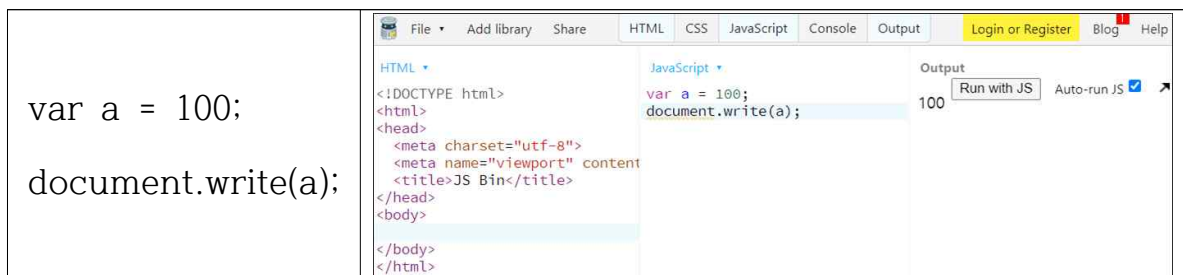 var a = 100;
document.write(a);
File ▾ Add library Share HTML CSS JavaScript Console Output Login or Register Blog 1 Help
HTML ▾
<!DOCTYPE html>
<html>
<head>
<meta charset="utf-8">
<meta name="viewport" content
<title>JS Bin</title>
</head>
<body>
</body>
</html>
JavaScript ▾
var a = 100;
document.write(a);
Output
Run with JS Auto-run JS
100